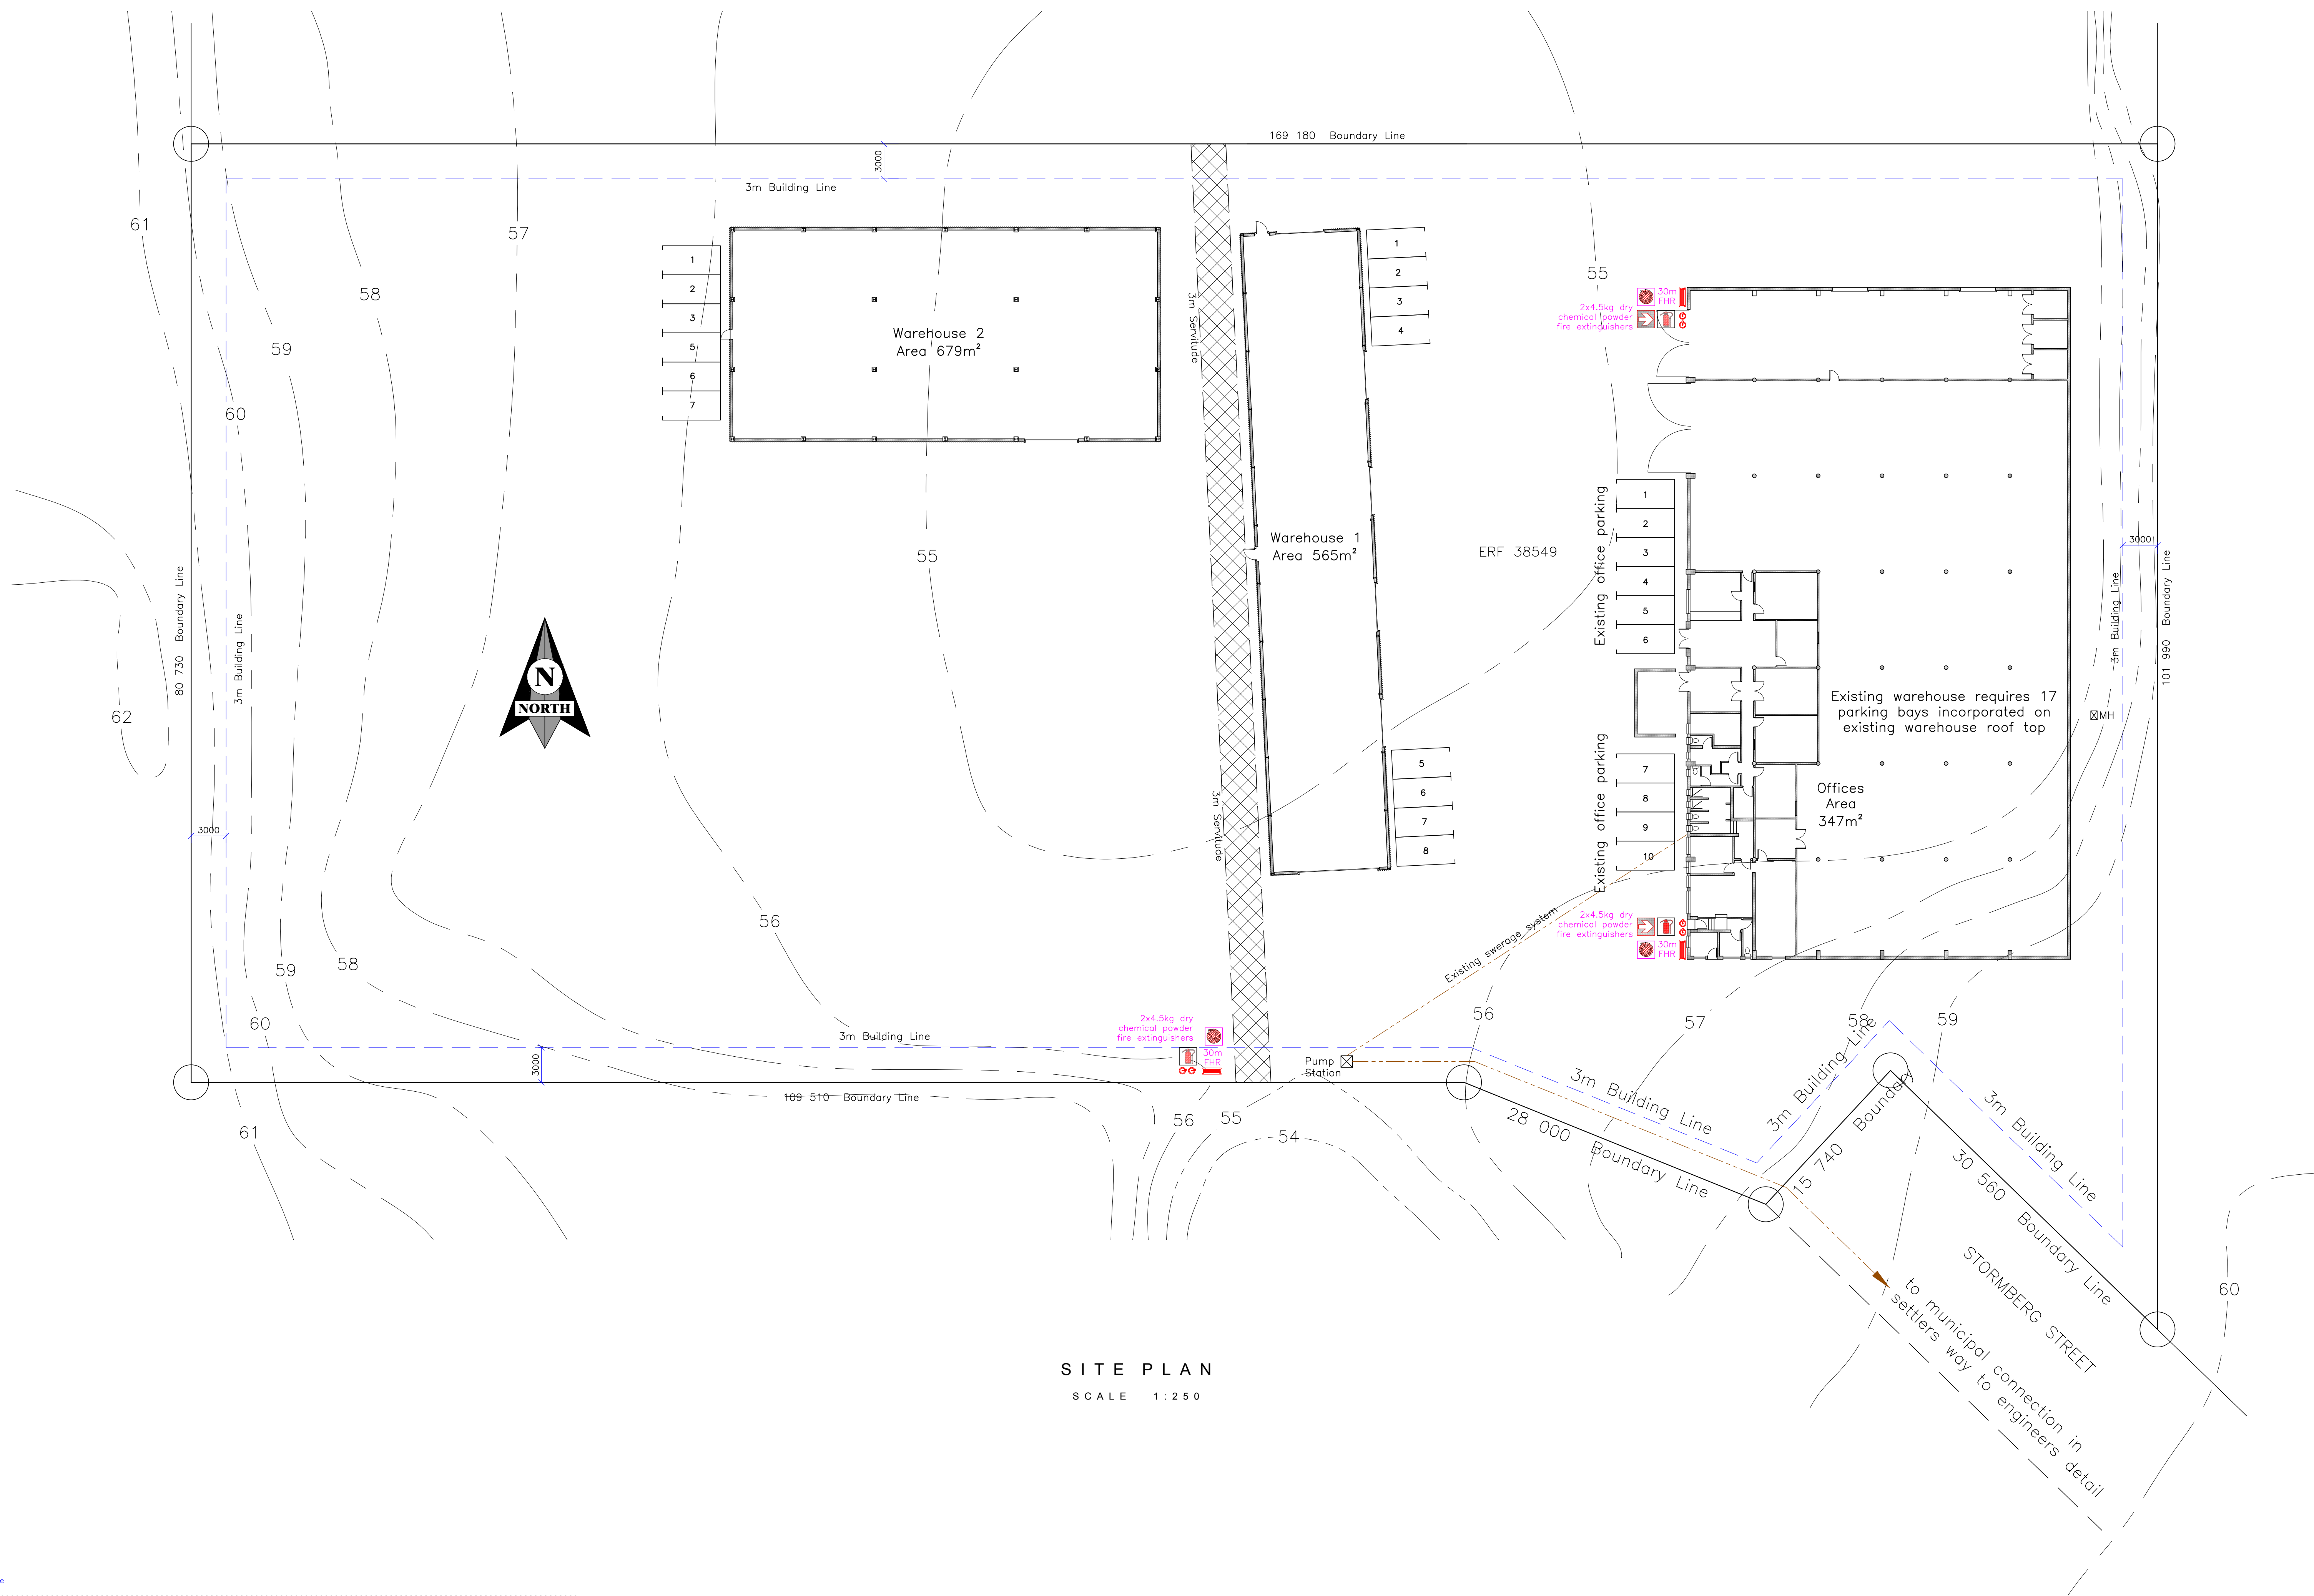 169 180  Boundary Line
3000
3m Building Line
61
57
58
59
60
62
55
56
1
2
3
5
6
7
Warehouse 2
Area 679m²
3m Servitude
3m Servitude
1
2
3
4
Warehouse 1
Area 565m²
5
6
7
8
ERF 38549
55
30m
FHR
2x4.5kg dry
chemical powder
fire extinguishers
Existing office parking
1
2
3
4
5
6
Existing office parking
7
8
9
10
Existing warehouse requires 17
parking bays incorporated on
existing warehouse roof top
Offices
Area
347m²
MH
3000
3m Building Line
101 990  Boundary Line
80 730  Boundary Line
3m Building Line
3000
N
NORTH
2x4.5kg dry
chemical powder
fire extinguishers
30m
FHR
Existing swerage system
58
59
60
61
3m Building Line
3000
109 510  Boundary Line
2x4.5kg dry
chemical powder
fire extinguishers
30m
FHR
Pump
Station
56
55
54
56
57
58
59
60
3m Building Line
28 000  Boundary Line
3m Building Line
15 740  Boundary
3m Building Line
30 560  Boundary Line
STORMBERG STREET
to municipal connection in
settlers way to engineers detail
SITE PLAN
SCALE 1:250
e